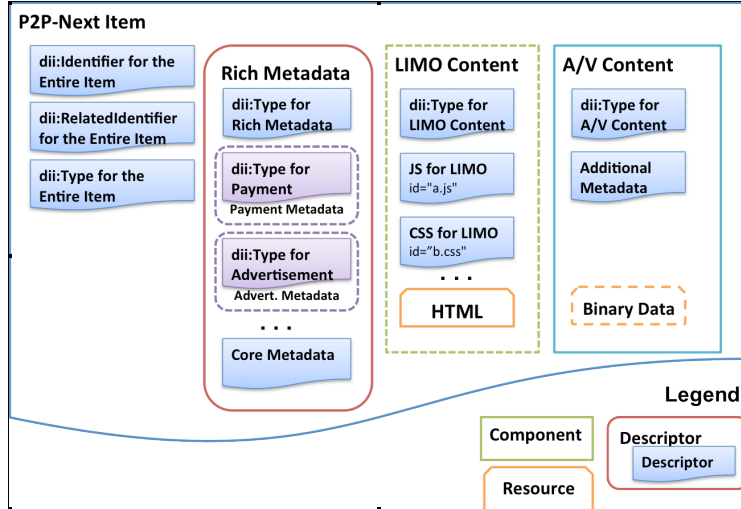 P2P-Next Item
dii:Identifier for the
Entire Item
dii:RelatedIdentifier
for the Entire Item
dii:Type for the
Entire Item
Rich Metadata
dii:Type for
Rich Metadata
dii:Type for
Payment
Payment Metadata
dii:Type for
Advertisement
Advert. Metadata
. . .
Core Metadata
LIMO Content
dii:Type for
LIMO Content
JS for LIMO
id="a.js"
CSS for LIMO
id="b.css"
. . .
HTML
A/V Content
dii:Type for
A/V Content
Additional
Metadata
Binary Data
Legend
Component
Resource
Descriptor
Descriptor